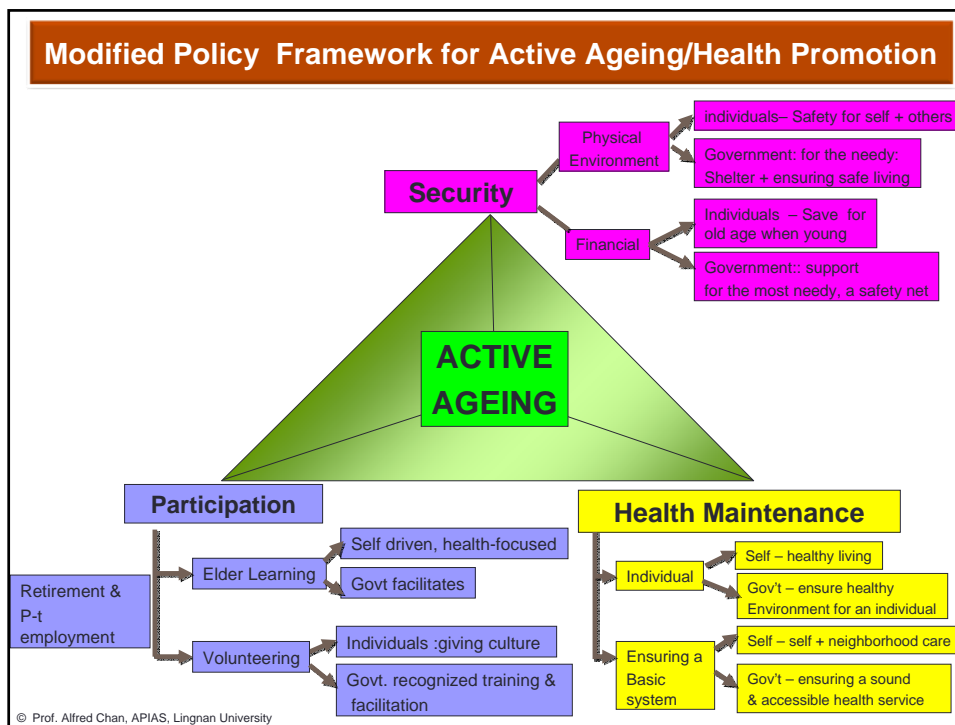 Modified Policy Framework for Active Ageing/Health Promotion
individuals– Safety for self + others
Physical
Environment
Government: for the needy:
Shelter + ensuring safe living
Security
Individuals – Save for
old age when young
Financial
Government:: support
for the most needy, a safety net
ACTIVE
AGEING
Participation
Self driven, health-focused
Elder Learning
Govt facilitates
Retirement &
P-t
employment
Individuals :giving culture
Volunteering
Govt. recognized training &
facilitation
Health Maintenance
Self – healthy living
Individual
Gov't – ensure healthy
Environment for an individual
Self – self + neighborhood care
Ensuring a
Basic
system
Gov't – ensuring a sound
& accessible health service
© Prof. Alfred Chan, APIAS, Lingnan University